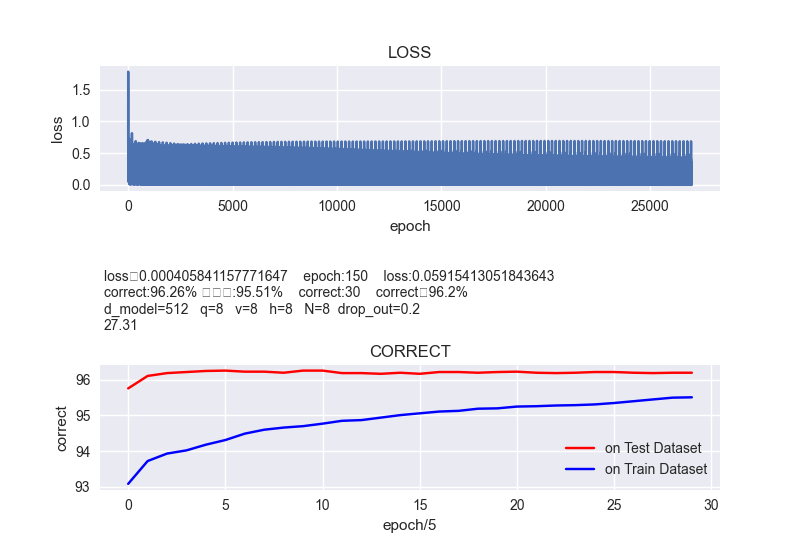 LOSS
1.5
1.0
0.5
0.0
loss
0 5000 10000 15000 20000 25000
epoch
loss□0.000405841157771647 epoch:150 loss:0.05915413051843643
correct:96.26% □□□:95.51% correct:30 correct□96.2%
d_model=512 q=8 v=8 h=8 N=8 drop_out=0.2
27.31
CORRECT
96
95
94
93
correct
on Test Dataset
on Train Dataset
0 5 10 15 20 25 30
epoch/5